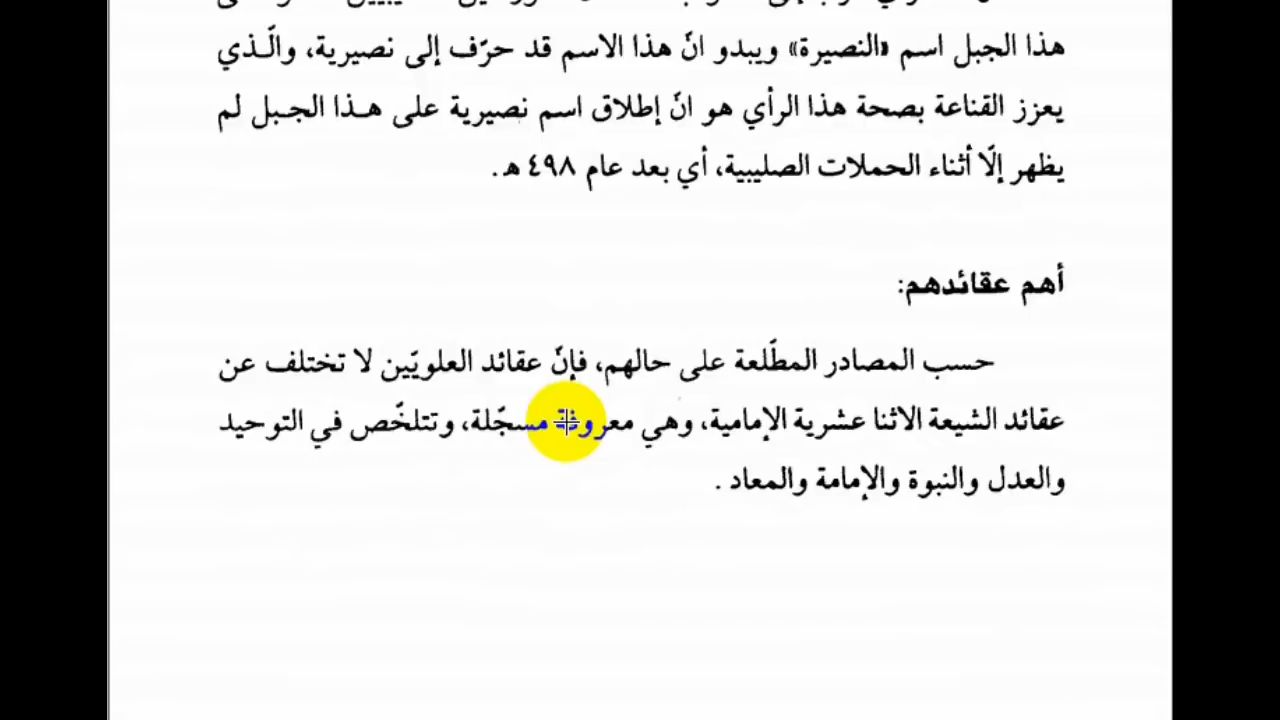 هذا الجبل اسم «النصيرة» ويبدو انّ هذا الاسم قد حرّف إلى نصيرية، والّذي
يعزز القناعة بصحة هذا الرأي هو انّ إطلاق اسم نصيرية على هذا الجبل لم
يظهر إلّا أثناء الحملات الصليبية، أي بعد عام ٤٩٨ هـ.
أهم عقائدهم:
حسب المصادر المطّلعة على حالهم، فإنّ عقائد العلويّين لا تختلف عن
عقائد الشيعة الاثنا عشرية الإمامية، وهي معروفة مسجّلة، وتتلخّص في التوحيد
والعدل والنبوة والإمامة والمعاد .